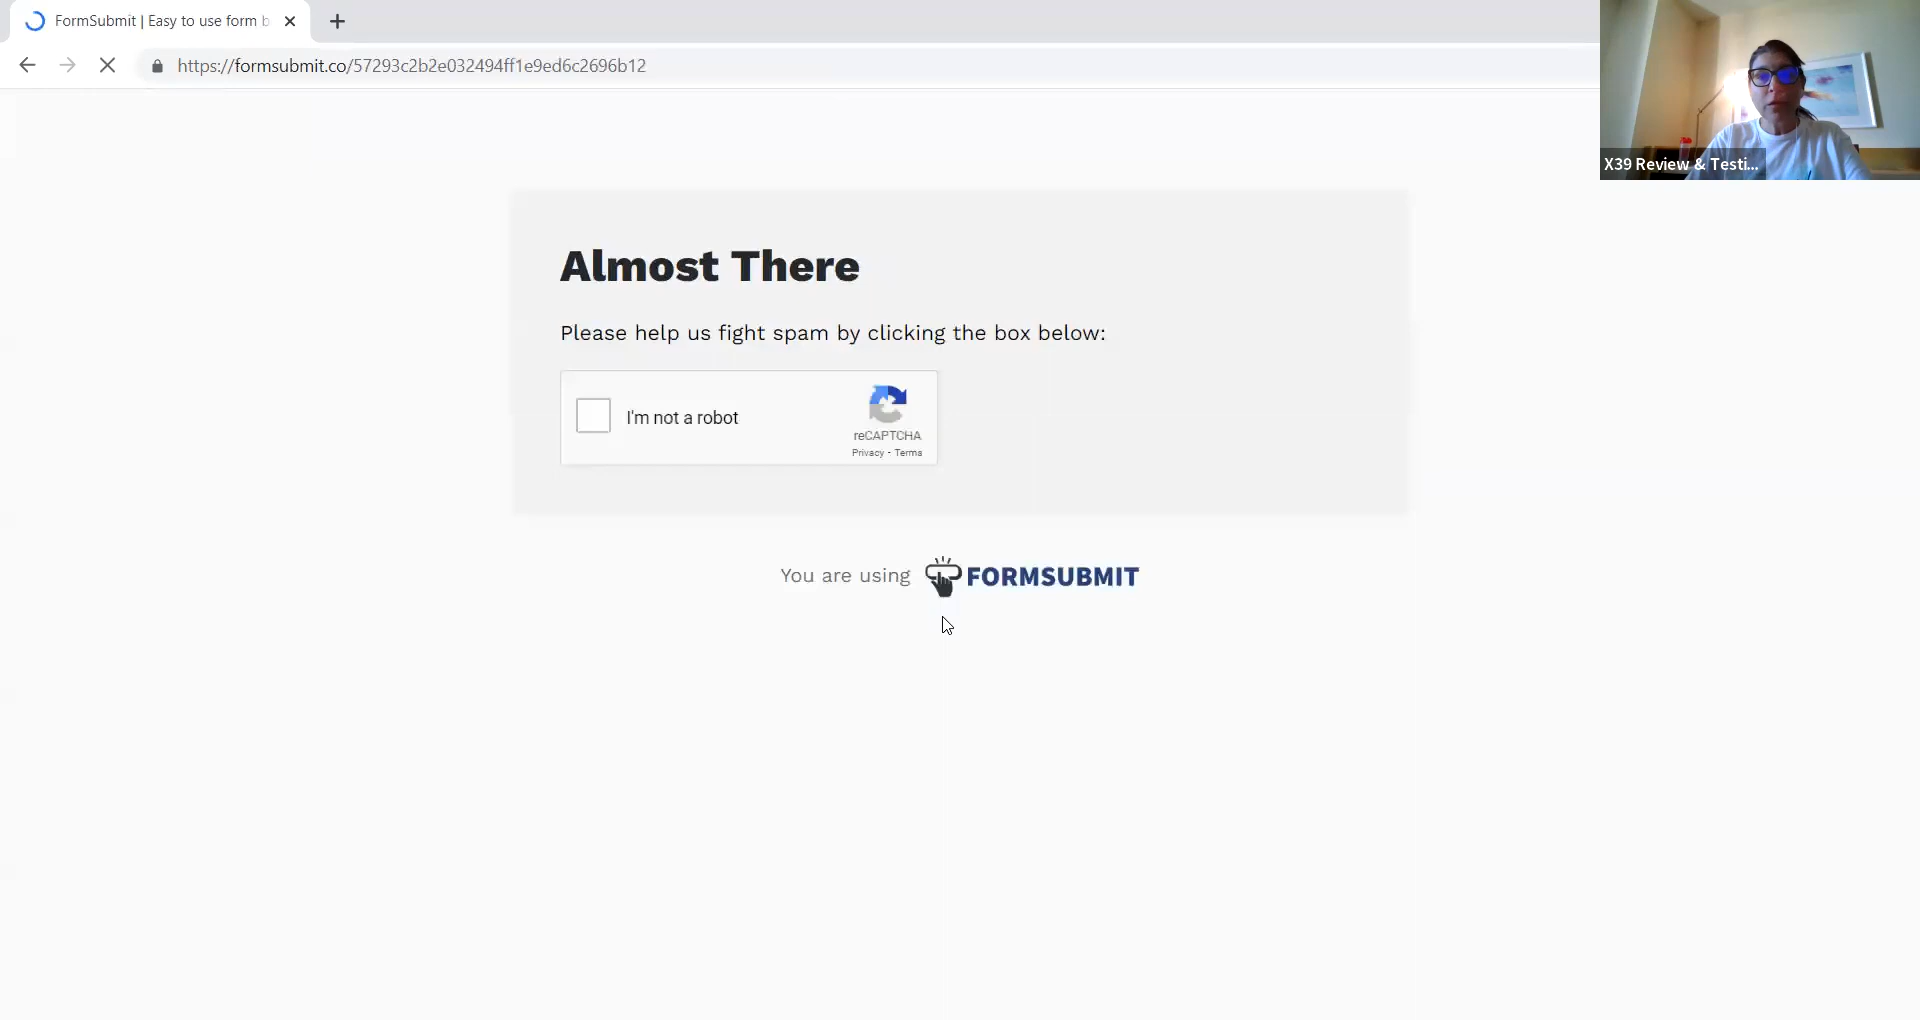 FormSubmit | Easy to use form b
https://formsubmit.co/57293c2b2e032494ff1e9ed6c2696b12
X39 Review & Testi...
Almost There
Please help us fight spam by clicking the box below:
I'm not a robot
reCAPTCHA
Privacy - Terms
You are using FORMSUBMIT